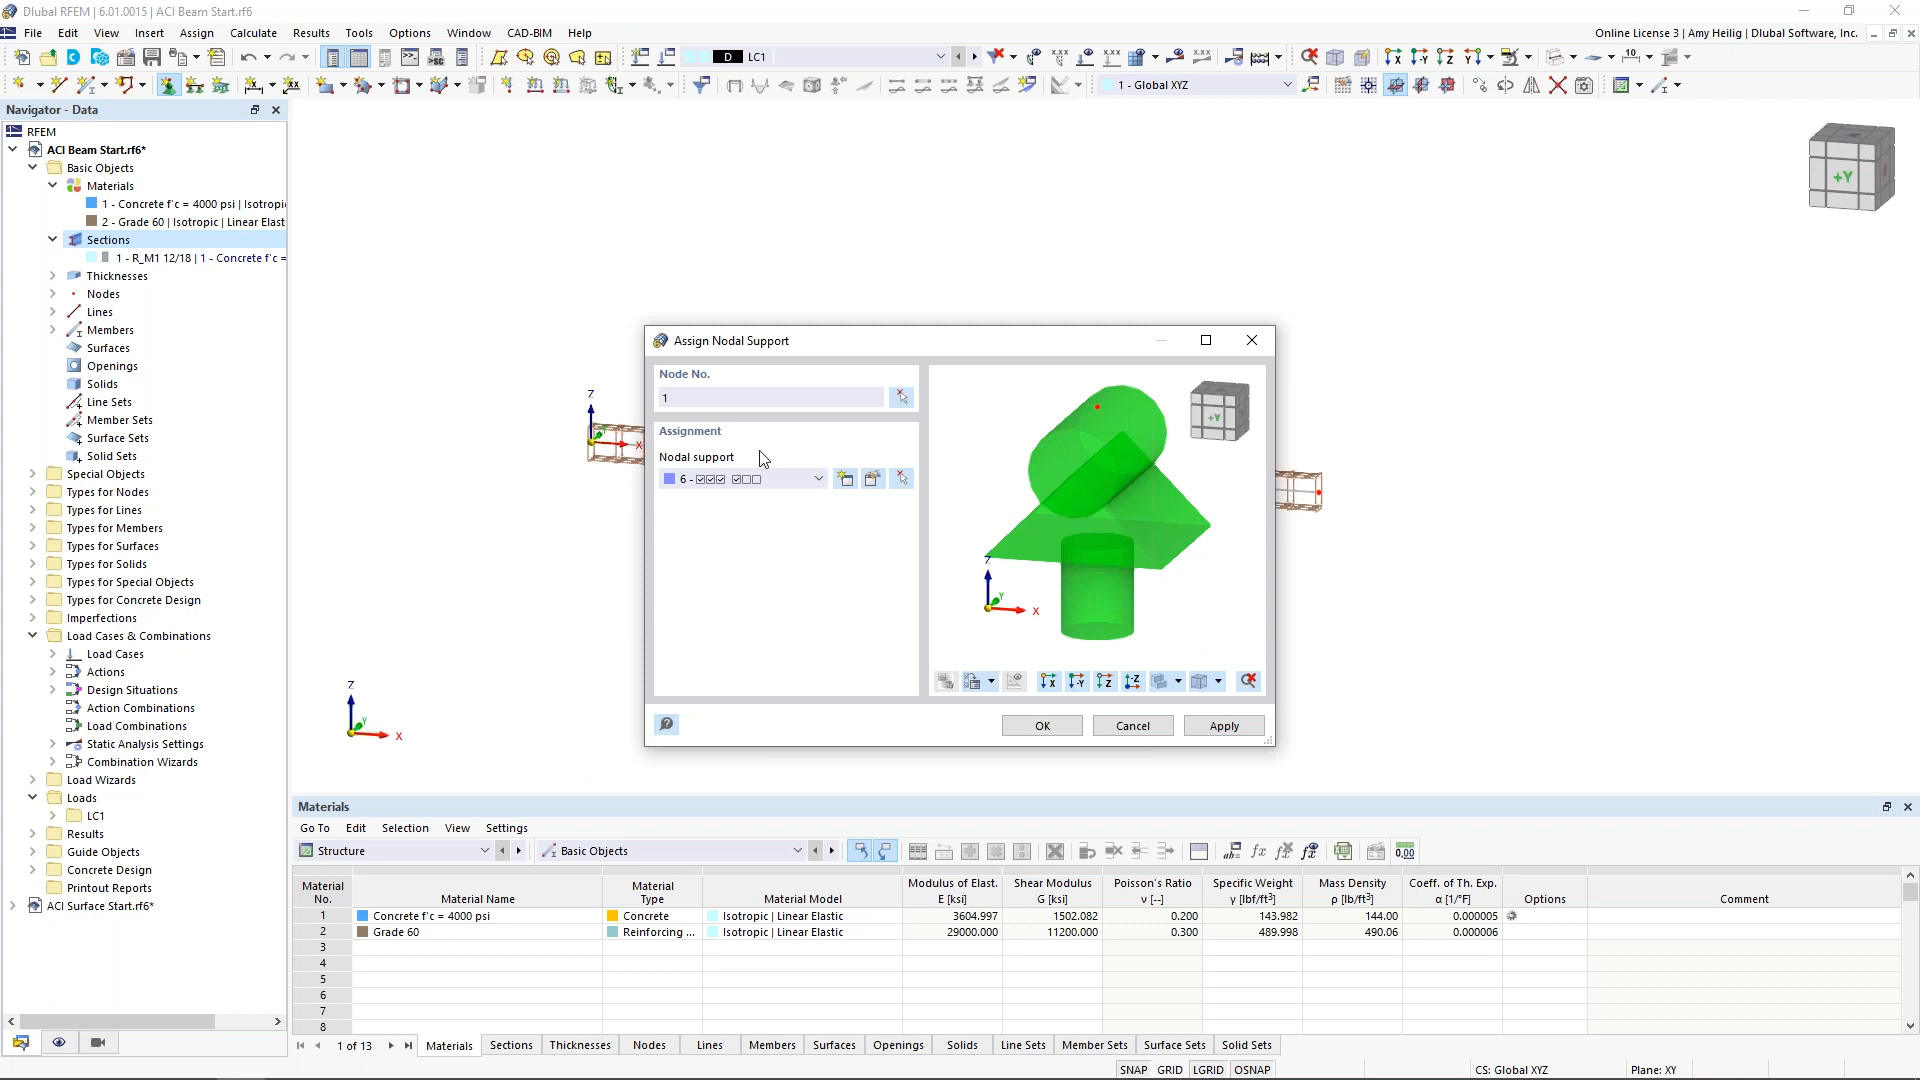 Dlubal RFEM | 6.01.0015 | ACI Beam Start.rf6
File Edit View Insert Assign Calculate Results Tools Options Window CAD-BIM Help
Online License 3 | Amy Heilig | Dlubal Software, Inc.
D LC1
1 - Global XYZ
Navigator - Data
RFEM
ACI Beam Start.rf6*
Basic Objects
Materials
1 - Concrete f'c = 4000 psi | Isotropi
2 - Grade 60 | Isotropic | Linear Elast
Sections
1 - R_M1 12/18 | 1 - Concrete f'c =
Thicknesses
Nodes
Lines
Members
Surfaces
Openings
Solids
Line Sets
Member Sets
Surface Sets
Solid Sets
Special Objects
Types for Nodes
Types for Lines
Types for Members
Types for Surfaces
Types for Solids
Types for Special Objects
Types for Concrete Design
Imperfections
Load Cases & Combinations
Load Cases
Actions
Design Situations
Action Combinations
Load Combinations
Static Analysis Settings
Combination Wizards
Load Wizards
Loads
LC1
Results
Guide Objects
Concrete Design
Printout Reports
ACI Surface Start.rf6*
+Y
Z
Y
X
Z
X
Assign Nodal Support
Node No.
1
Assignment
Nodal support
6 -
+Y
Z
Y
X
OK Cancel Apply
Materials
Go To Edit Selection View Settings
Structure Basic Objects
Material No. Material Name Material Type Material Model Modulus of Elast. E [ksi] Shear Modulus G [ksi] Poisson's Ratio ν [--] Specific Weight γ [lbf/ft³] Mass Density ρ [lb/ft³] Coeff. of Th. Exp. α [1/°F] Options Comment
1 Concrete f'c = 4000 psi Concrete Isotropic | Linear Elastic 3604.997 1502.082 0.200 143.982 144.00 0.000005
2 Grade 60 Reinforcing ... Isotropic | Linear Elastic 29000.000 11200.000 0.300 489.998 490.06 0.000006
3
4
5
6
7
8
1 of 13 Materials Sections Thicknesses Nodes Lines Members Surfaces Openings Solids Line Sets Member Sets Surface Sets Solid Sets
SNAP GRID LGRID OSNAP CS: Global XYZ Plane: XY